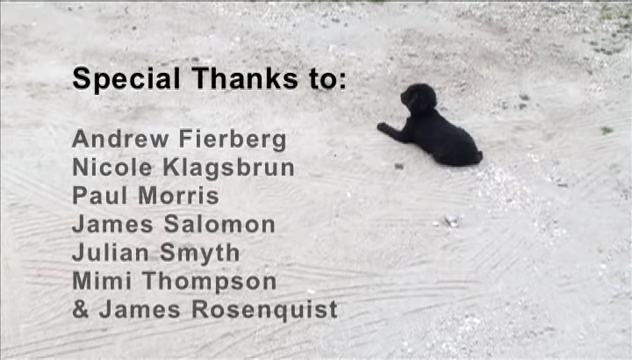 Special Thanks to:
Andrew Fierberg
Nicole Klagsbrun
Paul Morris
James Salomon
Julian Smyth
Mimi Thompson
& James Rosenquist